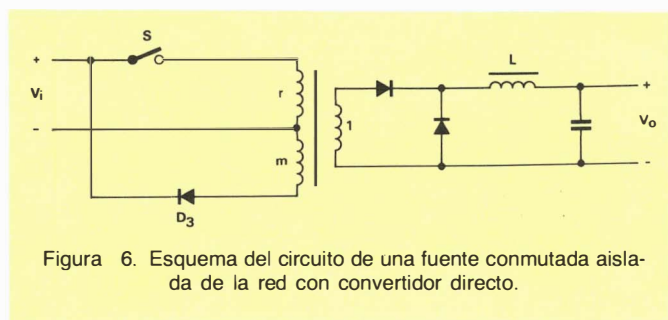 S
L
+
Vi
-
r
m
1
+
Vo
-
D3
Figura 6. Esquema del circuito de una fuente conmutada aisla-
da de la red con convertidor directo.